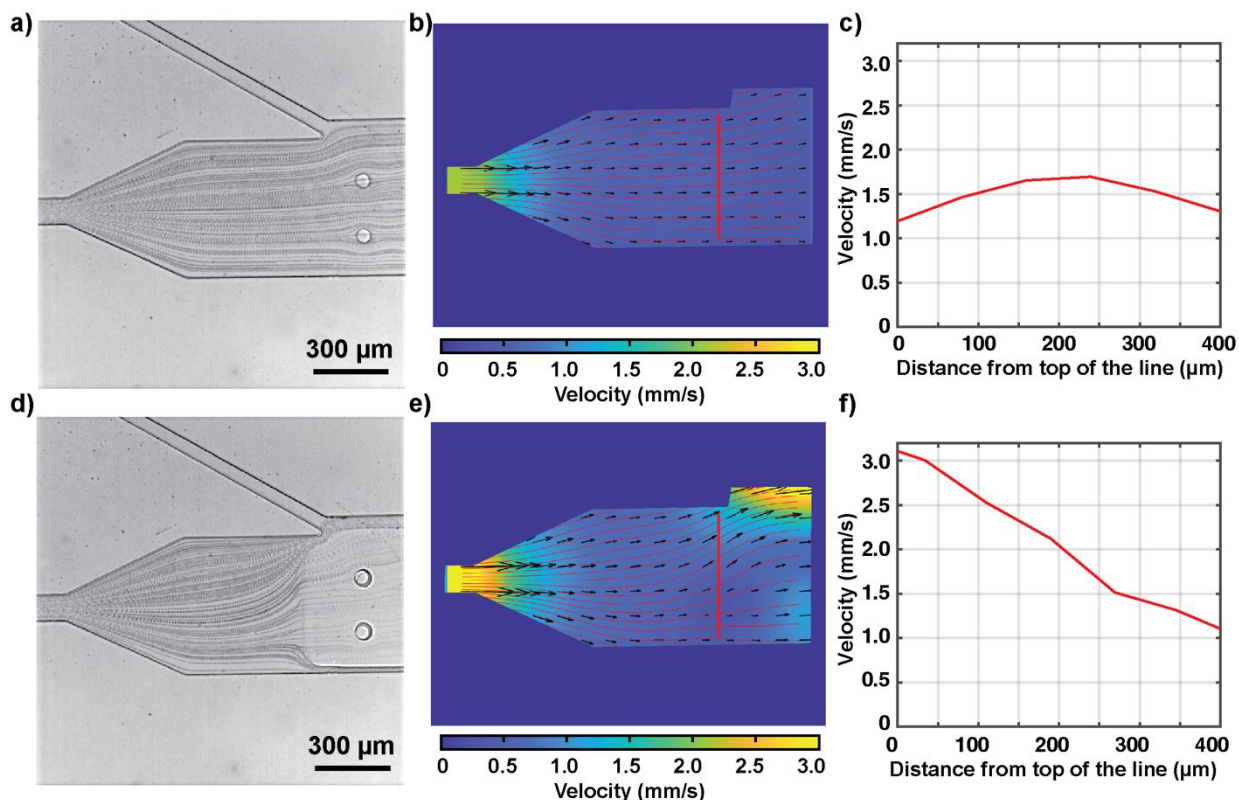 a)
300 µm
b)
0 0.5 1.0 1.5 2.0 2.5 3.0
Velocity (mm/s)
c)
Velocity (mm/s)
3.0
2.5
2.0
1.5
1.0
0.5
0
0 100 200 300 400
Distance from top of the line (µm)
d)
300 µm
e)
0 0.5 1.0 1.5 2.0 2.5 3.0
Velocity (mm/s)
f)
Velocity (mm/s)
3.0
2.5
2.0
1.5
1.0
0.5
0
0 100 200 300 400
Distance from top of the line (µm)